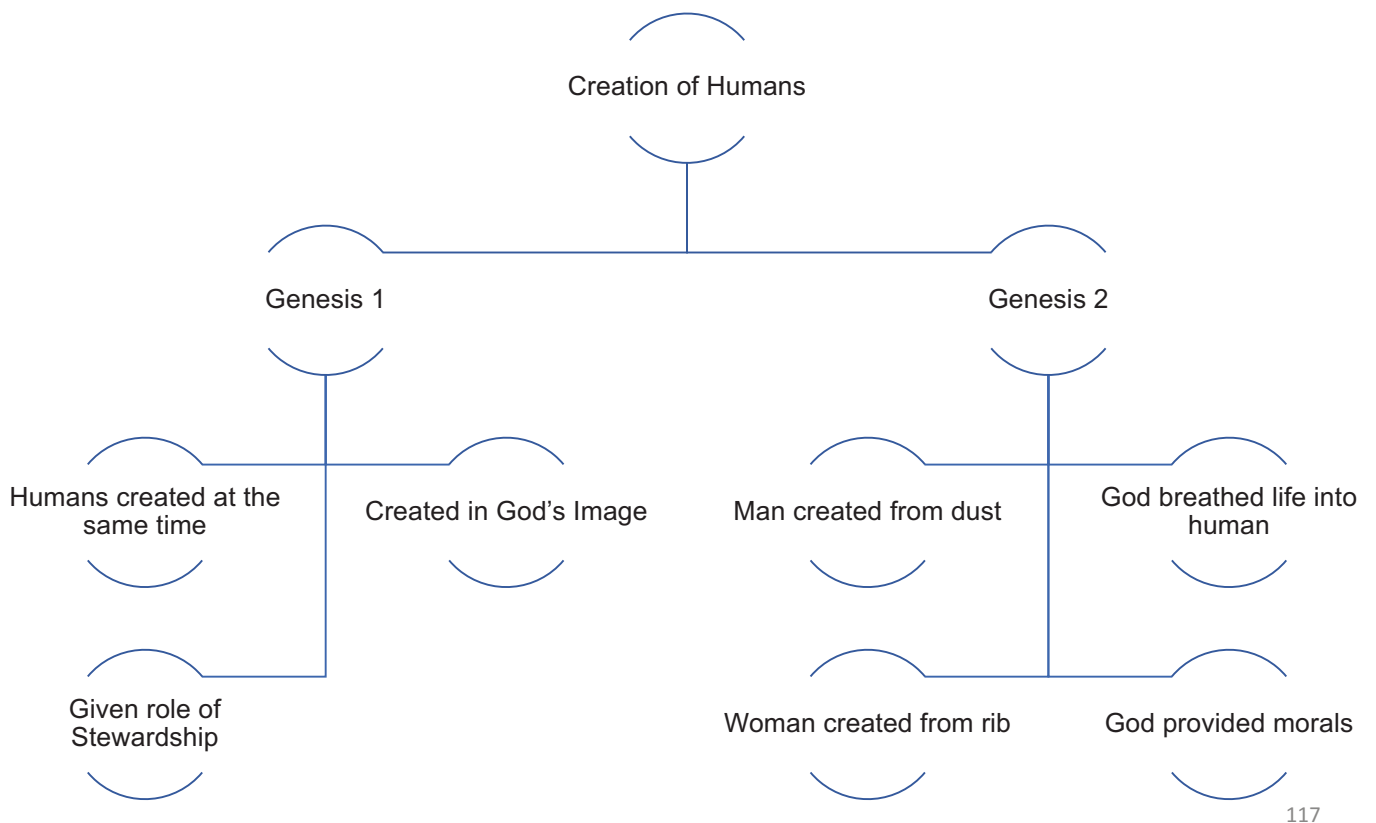 Creation of Humans
Genesis 1
Genesis 2
Humans created at the
same time
Created in God’s Image
Man created from dust
God breathed life into
human
Given role of
Stewardship
Woman created from rib
God provided morals
117